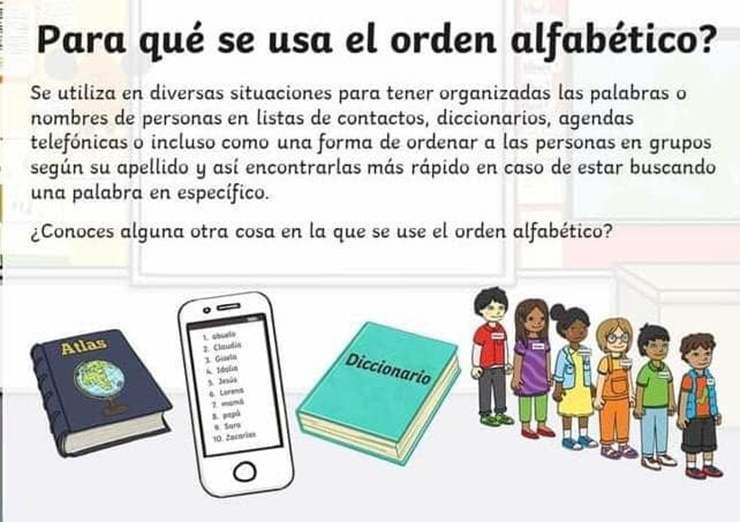 Para qué se usa el orden alfabético?
Se utiliza en diversas situaciones para tener organizadas las palabras o
nombres de personas en listas de contactos, diccionarios, agendas
telefónicas o incluso como una forma de ordenar a las personas en grupos
según su apellido y así encontrarlas más rápido en caso de estar buscando
una palabra en específico.
¿Conoces alguna otra cosa en la que se use el orden alfabético?
Atlas
1. abuelo
2. Claudia
3. Gisela
4. Idalia
5. Jesús
6. Lorena
7. mamá
8. papá
9. Sara
10. Zacarías
Diccionario